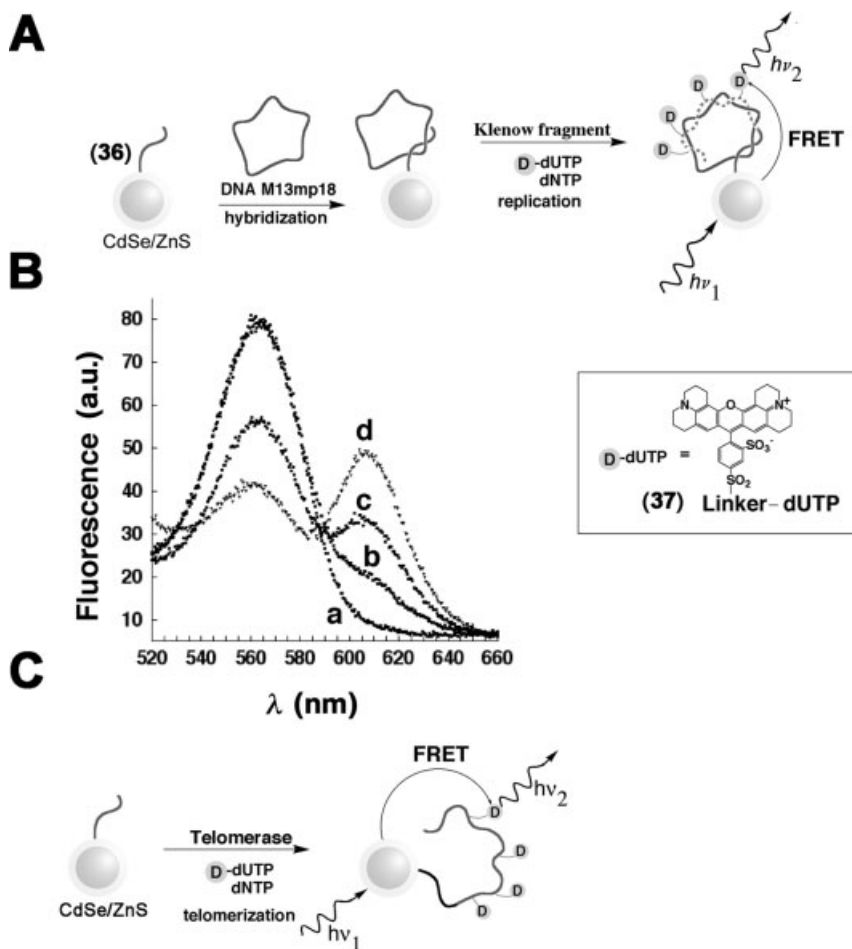 A
(36)
CdSe/ZnS
DNA M13mp18
hybridization
Klenow fragment
D-dUTP
dNTP
replication
D
D
D
D
hν2
FRET
hν1
B
Fluorescence (a.u.)
80
70
60
50
40
30
20
10
d
c
b
a
520 540 560 580 600 620 640 660
λ (nm)
N O N+
SO3-
D-dUTP =
SO2
(37) Linker-dUTP
C
CdSe/ZnS
Telomerase
D-dUTP
dNTP
telomerization
hν1
FRET
hν2
D
D
D
D